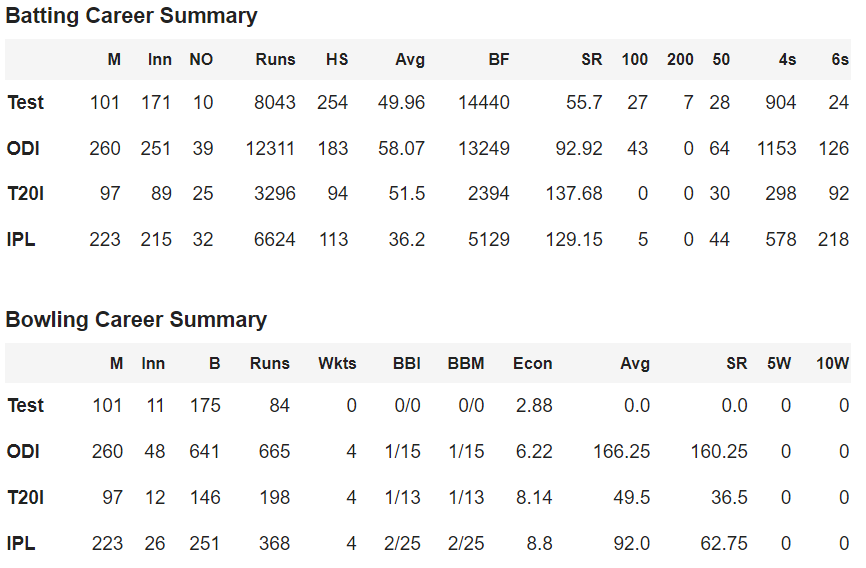 Batting Career Summary
M Inn NO Runs HS Avg BF SR 100 200 50 4s 6s
Test 101 171 10 8043 254 49.96 14440 55.7 27 7 28 904 24
ODI 260 251 39 12311 183 58.07 13249 92.92 43 0 64 1153 126
T20I 97 89 25 3296 94 51.5 2394 137.68 0 0 30 298 92
IPL 223 215 32 6624 113 36.2 5129 129.15 5 0 44 578 218
Bowling Career Summary
M Inn B Runs Wkts BBI BBM Econ Avg SR 5W 10W
Test 101 11 175 84 0 0/0 0/0 2.88 0.0 0.0 0 0
ODI 260 48 641 665 4 1/15 1/15 6.22 166.25 160.25 0 0
T20I 97 12 146 198 4 1/13 1/13 8.14 49.5 36.5 0 0
IPL 223 26 251 368 4 2/25 2/25 8.8 92.0 62.75 0 0